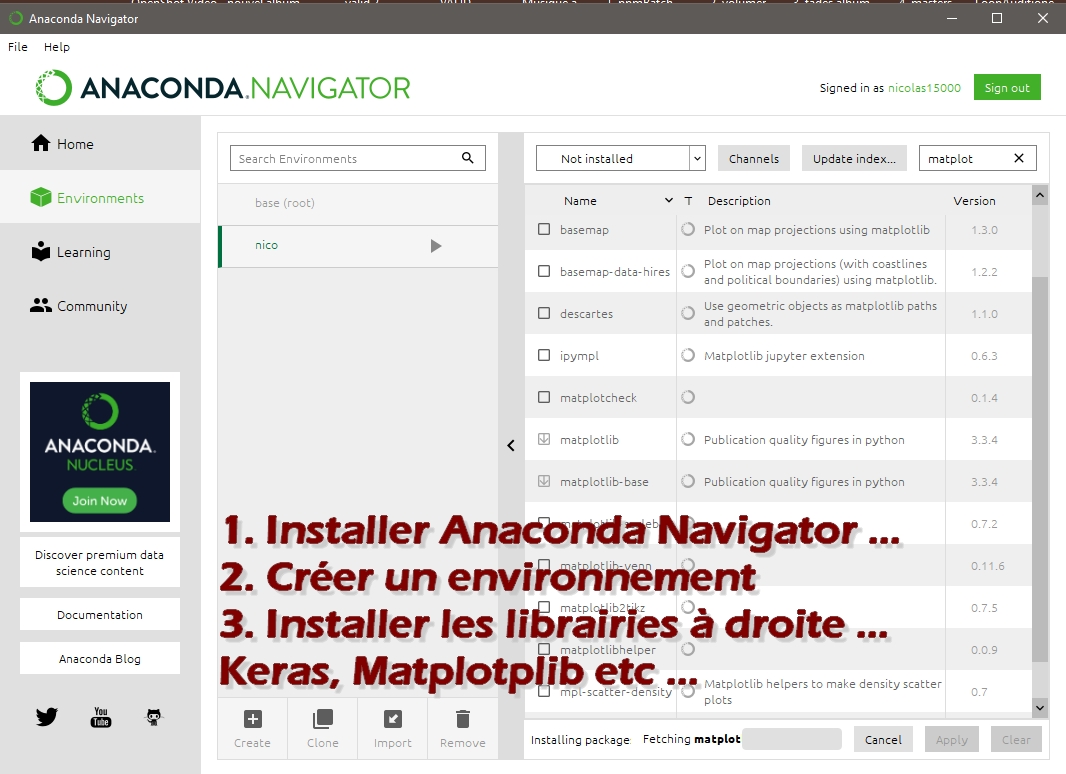 Anaconda Navigator
File Help
ANACONDA.NAVIGATOR
Signed in as nicolas15000
Sign out
Home
Environments
Learning
Community
ANACONDA.
NUCLEUS
Join Now
Discover premium data
science content
Documentation
Anaconda Blog
You
Tube
Search Environments
base (root)
nico
Create Clone Import Remove
Not installed Channels Update index... matplot
Name T Description Version
basemap Plot on map projections using matplotlib 1.3.0
basemap-data-hires Plot on map projections (with coastlines
and political boundaries) using matplotlib. 1.2.2
descartes Use geometric objects as matplotlib paths
and patches. 1.1.0
ipympl Matplotlib jupyter extension 0.6.3
matplotcheck 0.1.4
matplotlib Publication quality figures in python 3.3.4
matplotlib-base Publication quality figures in python 3.3.4
0.7.2
matplotlib-venn 0.11.6
matplotlib2tikz 0.7.5
matplotlibhelper 0.0.9
mpl-scatter-density Matplotlib helpers to make density scatter
plots 0.7
1. Installer Anaconda Navigator ...
2. Créer un environnement
3. Installer les librairies à droite ...
Keras, Matplotplib etc ...
Installing package Fetching matplot Cancel Apply Clear